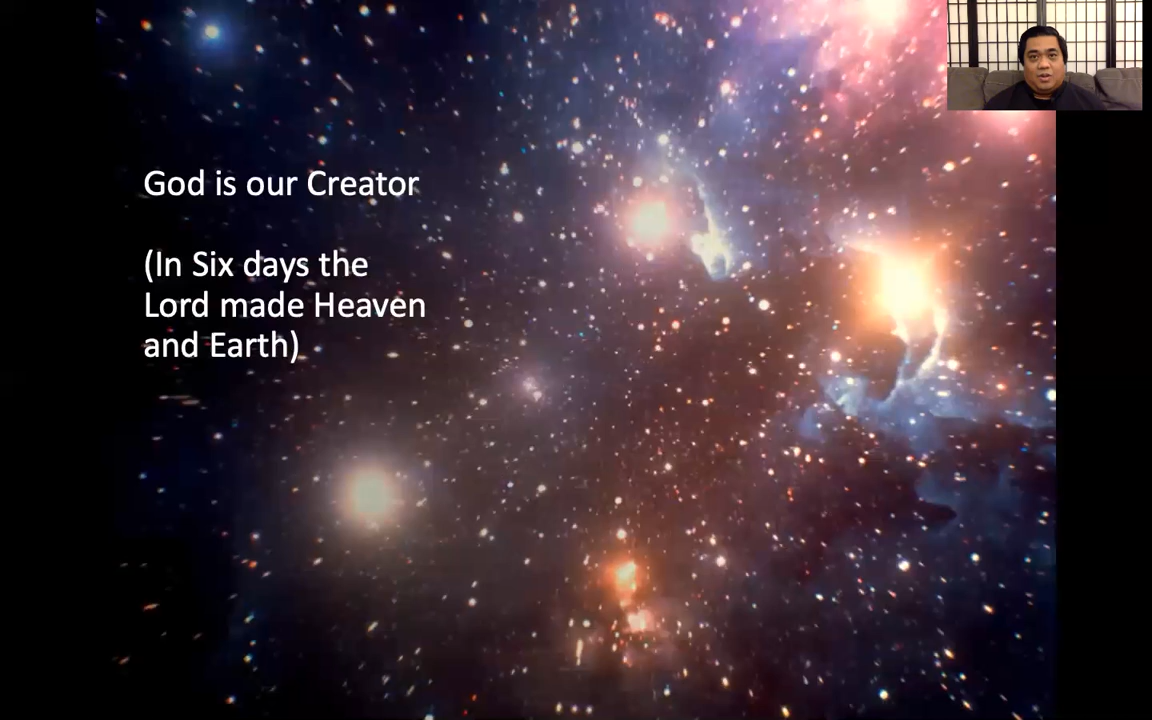 God is our Creator
(In Six days the
Lord made Heaven
and Earth)